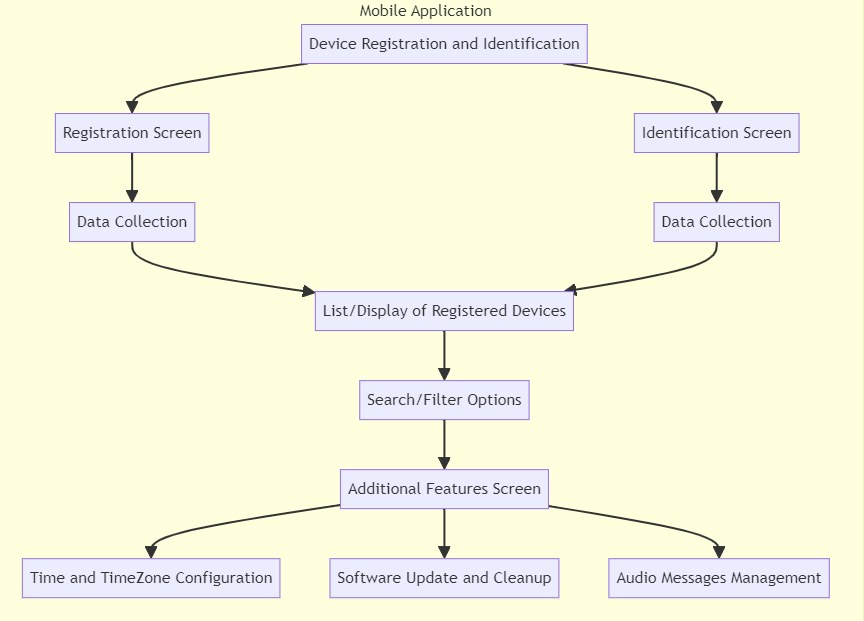 Mobile Application
Device Registration and Identification
Registration Screen
Identification Screen
Data Collection
Data Collection
List/Display of Registered Devices
Search/Filter Options
Additional Features Screen
Time and TimeZone Configuration
Software Update and Cleanup
Audio Messages Management